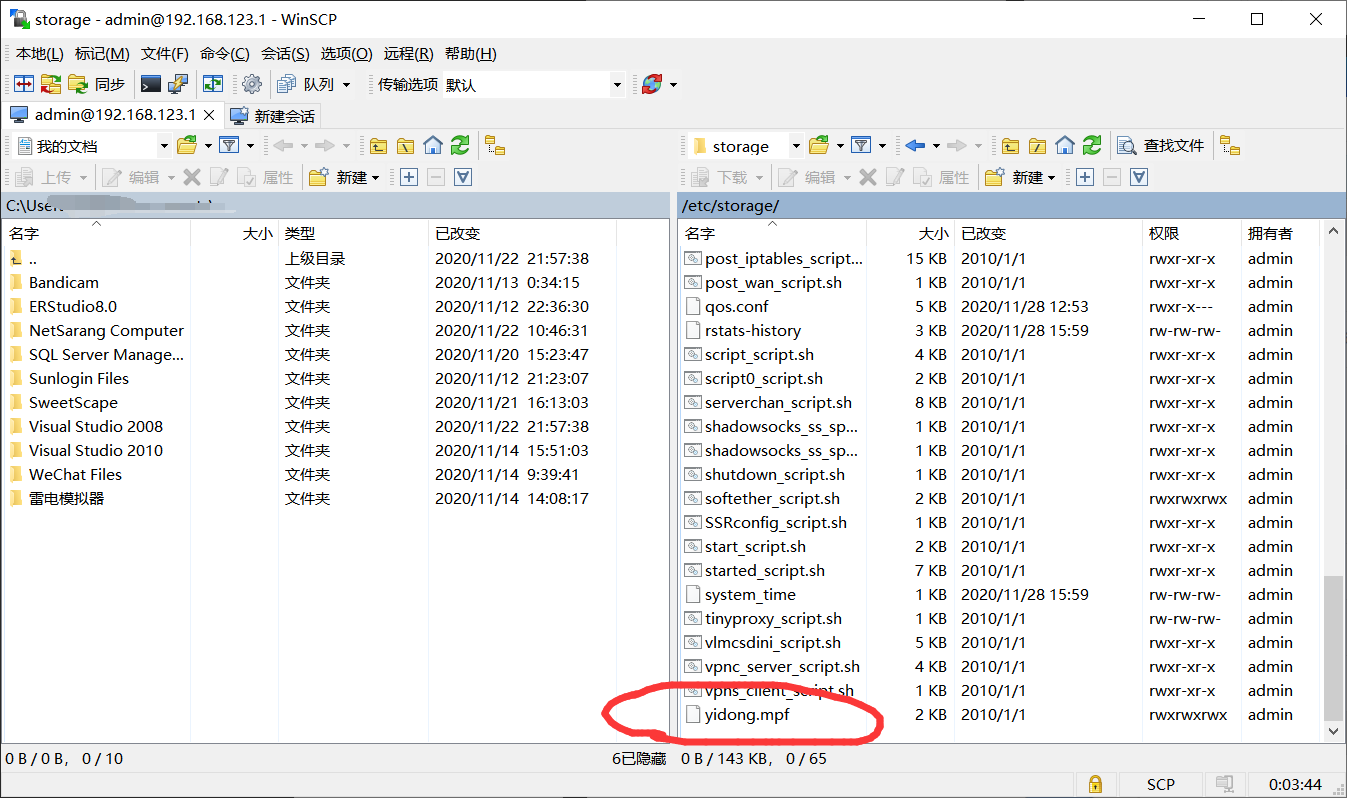 storage - admin@192.168.123.1 - WinSCP
本地(L) 标记(M) 文件(F) 命令(C) 会话(S) 选项(O) 远程(R) 帮助(H)
同步 队列 传输选项 默认
admin@192.168.123.1 新建会话
我的文档 storage 查找文件
上传 编辑 属性 新建 下载 编辑 属性 新建
C:\User /etc/storage/
名字 大小 类型 已改变 名字 大小 已改变 权限 拥有者
.. 上级目录 2020/11/22 21:57:38 post_iptables_script... 15 KB 2010/1/1 rwxr-xr-x admin
Bandicam 文件夹 2020/11/13 0:34:15 post_wan_script.sh 1 KB 2010/1/1 rwxr-xr-x admin
ERStudio8.0 文件夹 2020/11/12 22:36:30 qos.conf 5 KB 2020/11/28 12:53 rwxr-x--- admin
NetSarang Computer 文件夹 2020/11/22 10:46:31 rstats-history 3 KB 2020/11/28 15:59 rw-rw-rw- admin
SQL Server Manage... 文件夹 2020/11/20 15:23:47 script_script.sh 4 KB 2010/1/1 rwxr-xr-x admin
Sunlogin Files 文件夹 2020/11/12 21:23:07 script0_script.sh 2 KB 2010/1/1 rwxr-xr-x admin
SweetScape 文件夹 2020/11/21 16:13:03 serverchan_script.sh 8 KB 2010/1/1 rwxr-xr-x admin
Visual Studio 2008 文件夹 2020/11/22 21:57:38 shadowsocks_ss_sp... 1 KB 2010/1/1 rwxr-xr-x admin
Visual Studio 2010 文件夹 2020/11/14 15:51:03 shadowsocks_ss_sp... 1 KB 2010/1/1 rwxr-xr-x admin
WeChat Files 文件夹 2020/11/14 9:39:41 shutdown_script.sh 1 KB 2010/1/1 rwxr-xr-x admin
雷电模拟器 文件夹 2020/11/14 14:08:17 softether_script.sh 2 KB 2010/1/1 rwxrwxrwx admin
SSRconfig_script.sh 1 KB 2010/1/1 rwxr-xr-x admin
start_script.sh 2 KB 2010/1/1 rwxr-xr-x admin
started_script.sh 7 KB 2010/1/1 rwxr-xr-x admin
system_time 1 KB 2020/11/28 15:59 rw-rw-rw- admin
tinyproxy_script.sh 1 KB 2010/1/1 rw-rw-rw- admin
vlmcsdini_script.sh 5 KB 2010/1/1 rwxr-xr-x admin
vpnc_server_script.sh 4 KB 2010/1/1 rwxr-xr-x admin
vpns_client_script.sh 1 KB 2010/1/1 rwxr-xr-x admin
yidong.mpf 2 KB 2010/1/1 rwxrwxrwx admin
0 B / 0 B， 0 / 10 6已隐藏 0 B / 143 KB， 0 / 65
SCP 0:03:44